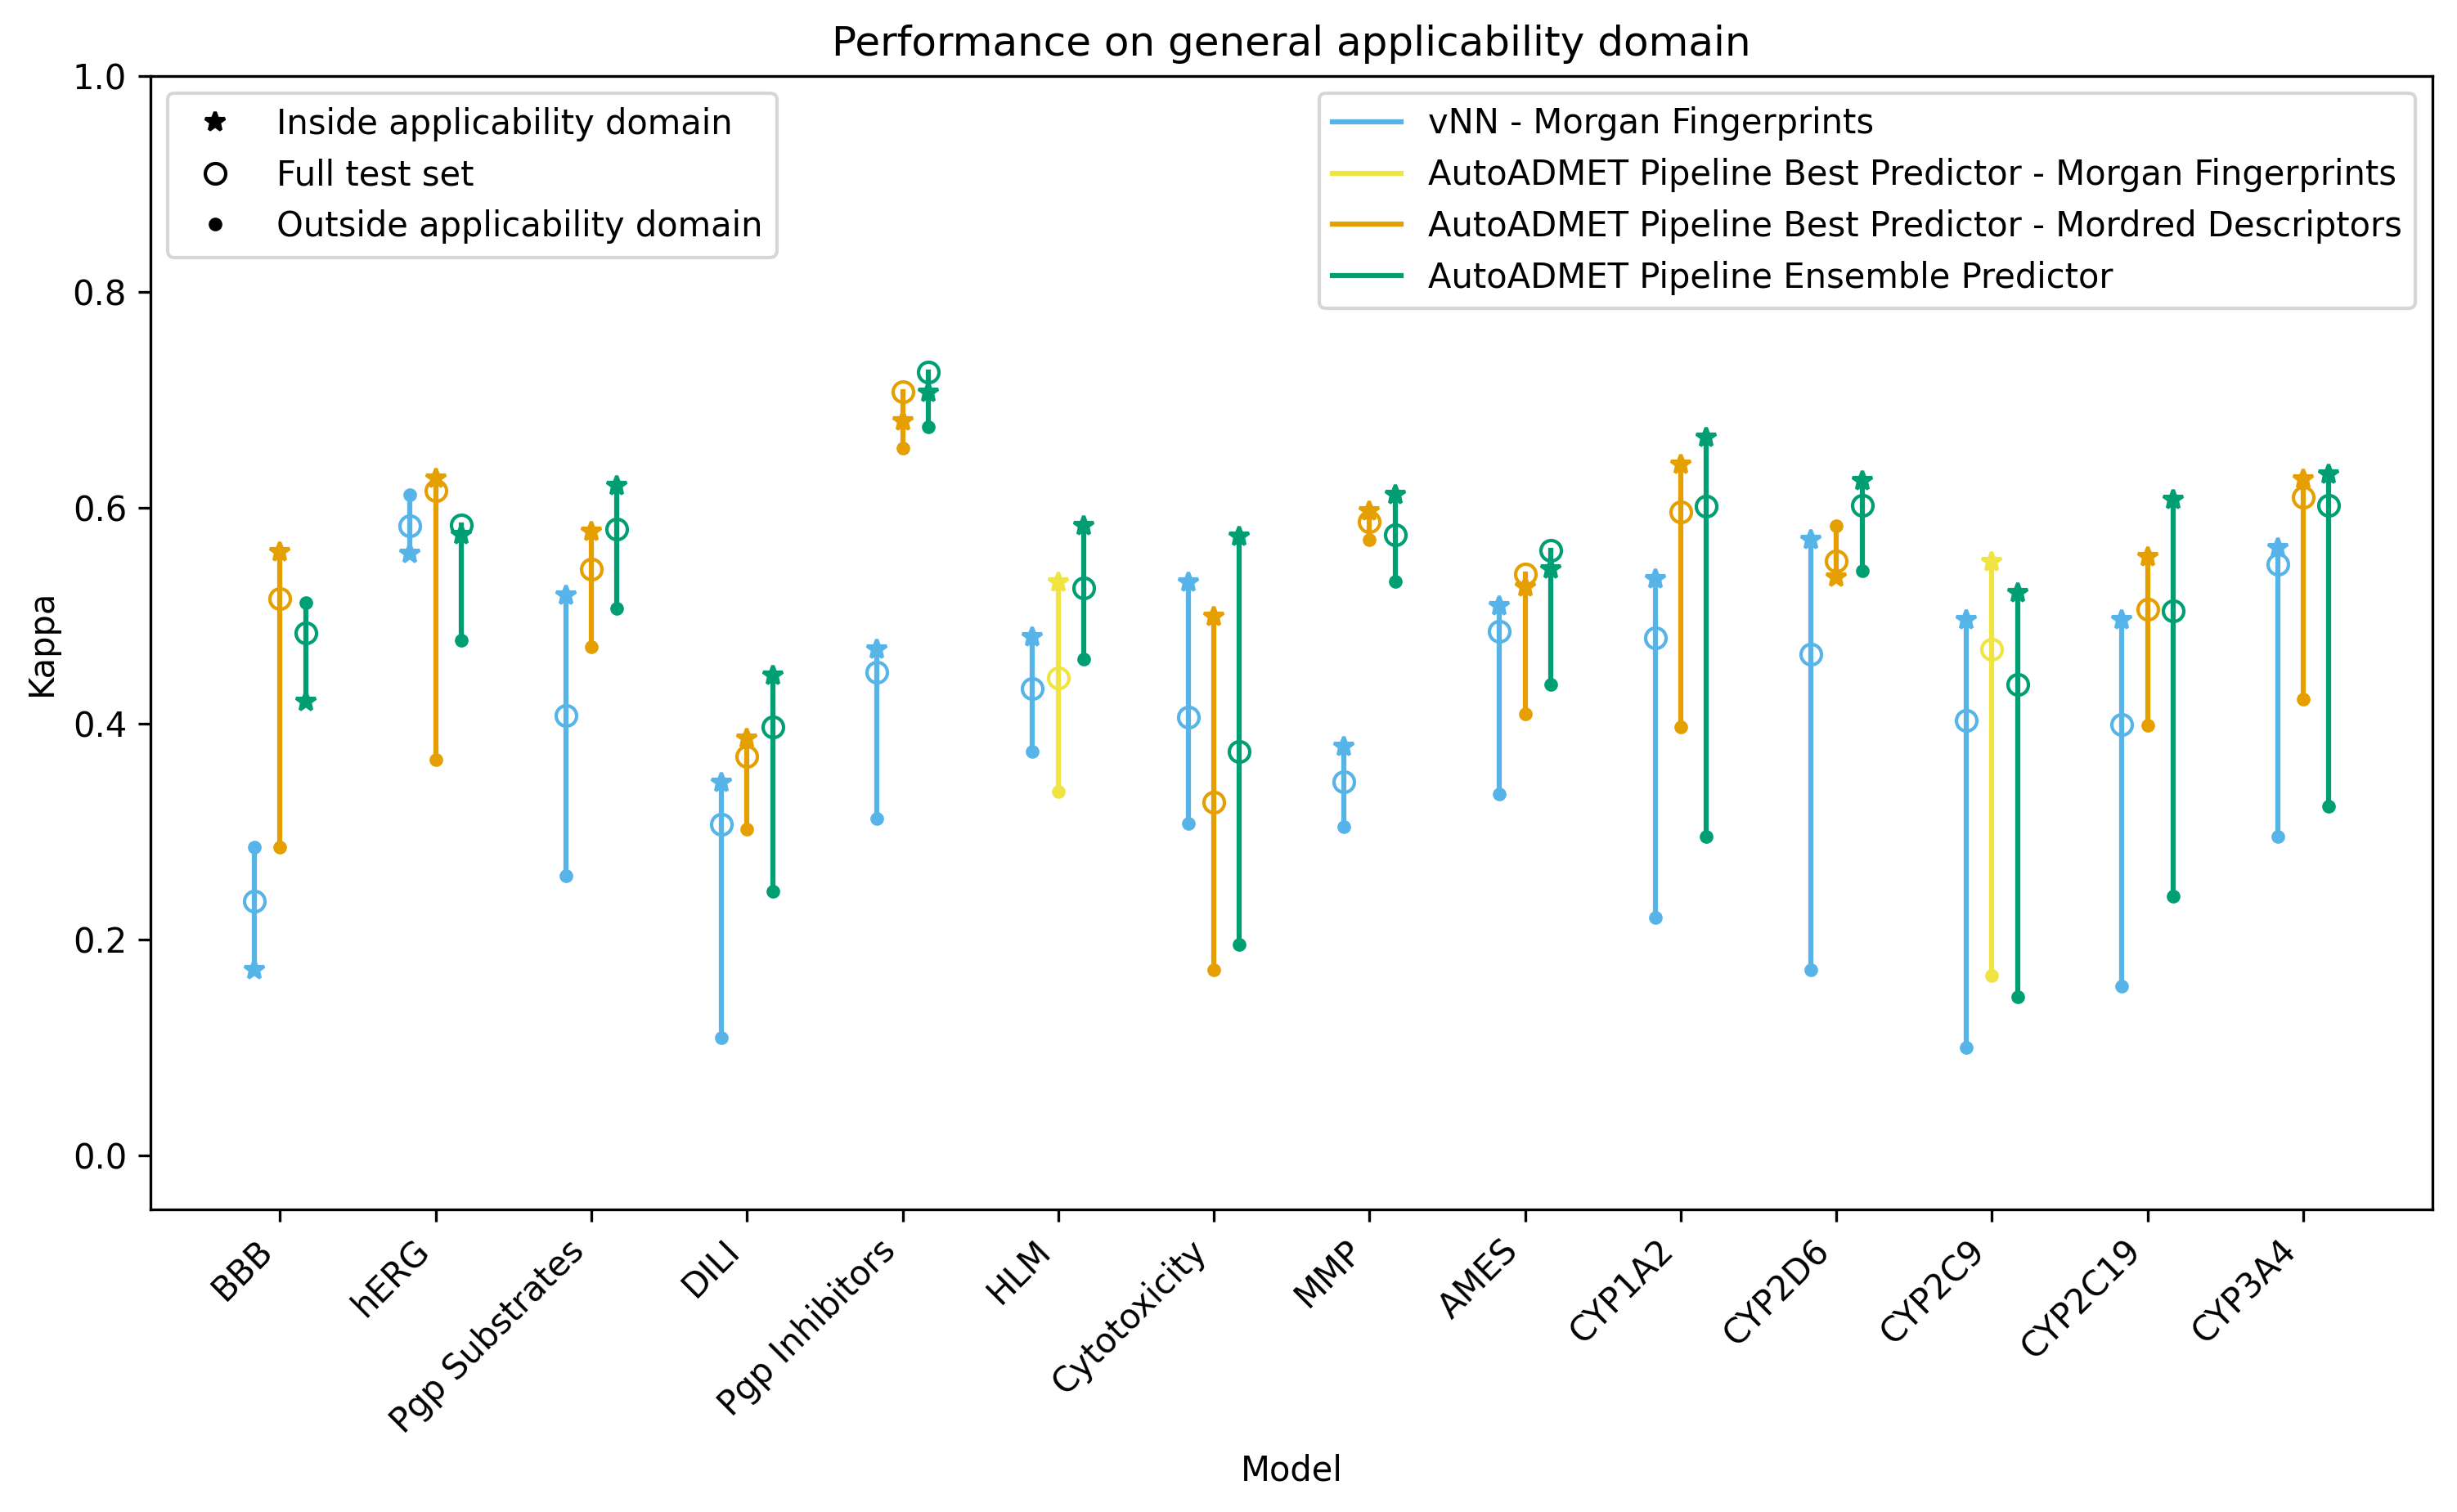 Performance on general applicability domain
1.0
0.8
0.6
0.4
0.2
0.0
Kappa
Inside applicability domain
Full test set
Outside applicability domain
vNN - Morgan Fingerprints
AutoADMET Pipeline Best Predictor - Morgan Fingerprints
AutoADMET Pipeline Best Predictor - Mordred Descriptors
AutoADMET Pipeline Ensemble Predictor
BBB
hERG
Pgp Substrates
DILI
Pgp Inhibitors
HLM
Cytotoxicity
MMP
AMES
CYP1A2
CYP2D6
CYP2C9
CYP2C19
CYP3A4
Model